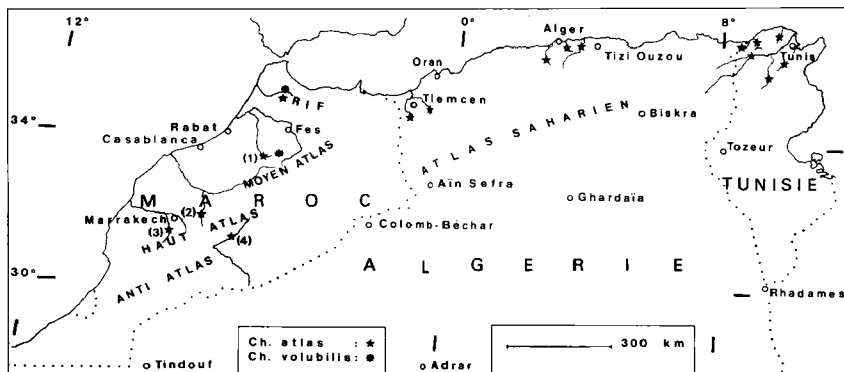 12°
0°
8°
Alger
Tizi Ouzou
Tunis
Oran
RIF
Tlemcen
34°
Rabat
Fes
Casablanca
Biskra
ATLAS SAHARIEN
(1)
MOYEN ATLAS
Tozeur
Aïn Sefra
TUNISIE
MAROC
Ghardaïa
Marrakech
(2)
(3)
HAUT ATLAS
(4)
Colomb-Béchar
30°
ANTI ATLAS
ALGERIE
Rhadames
Ch. atlas :
Ch. volubilis :
300 km
Tindouf
Adrar